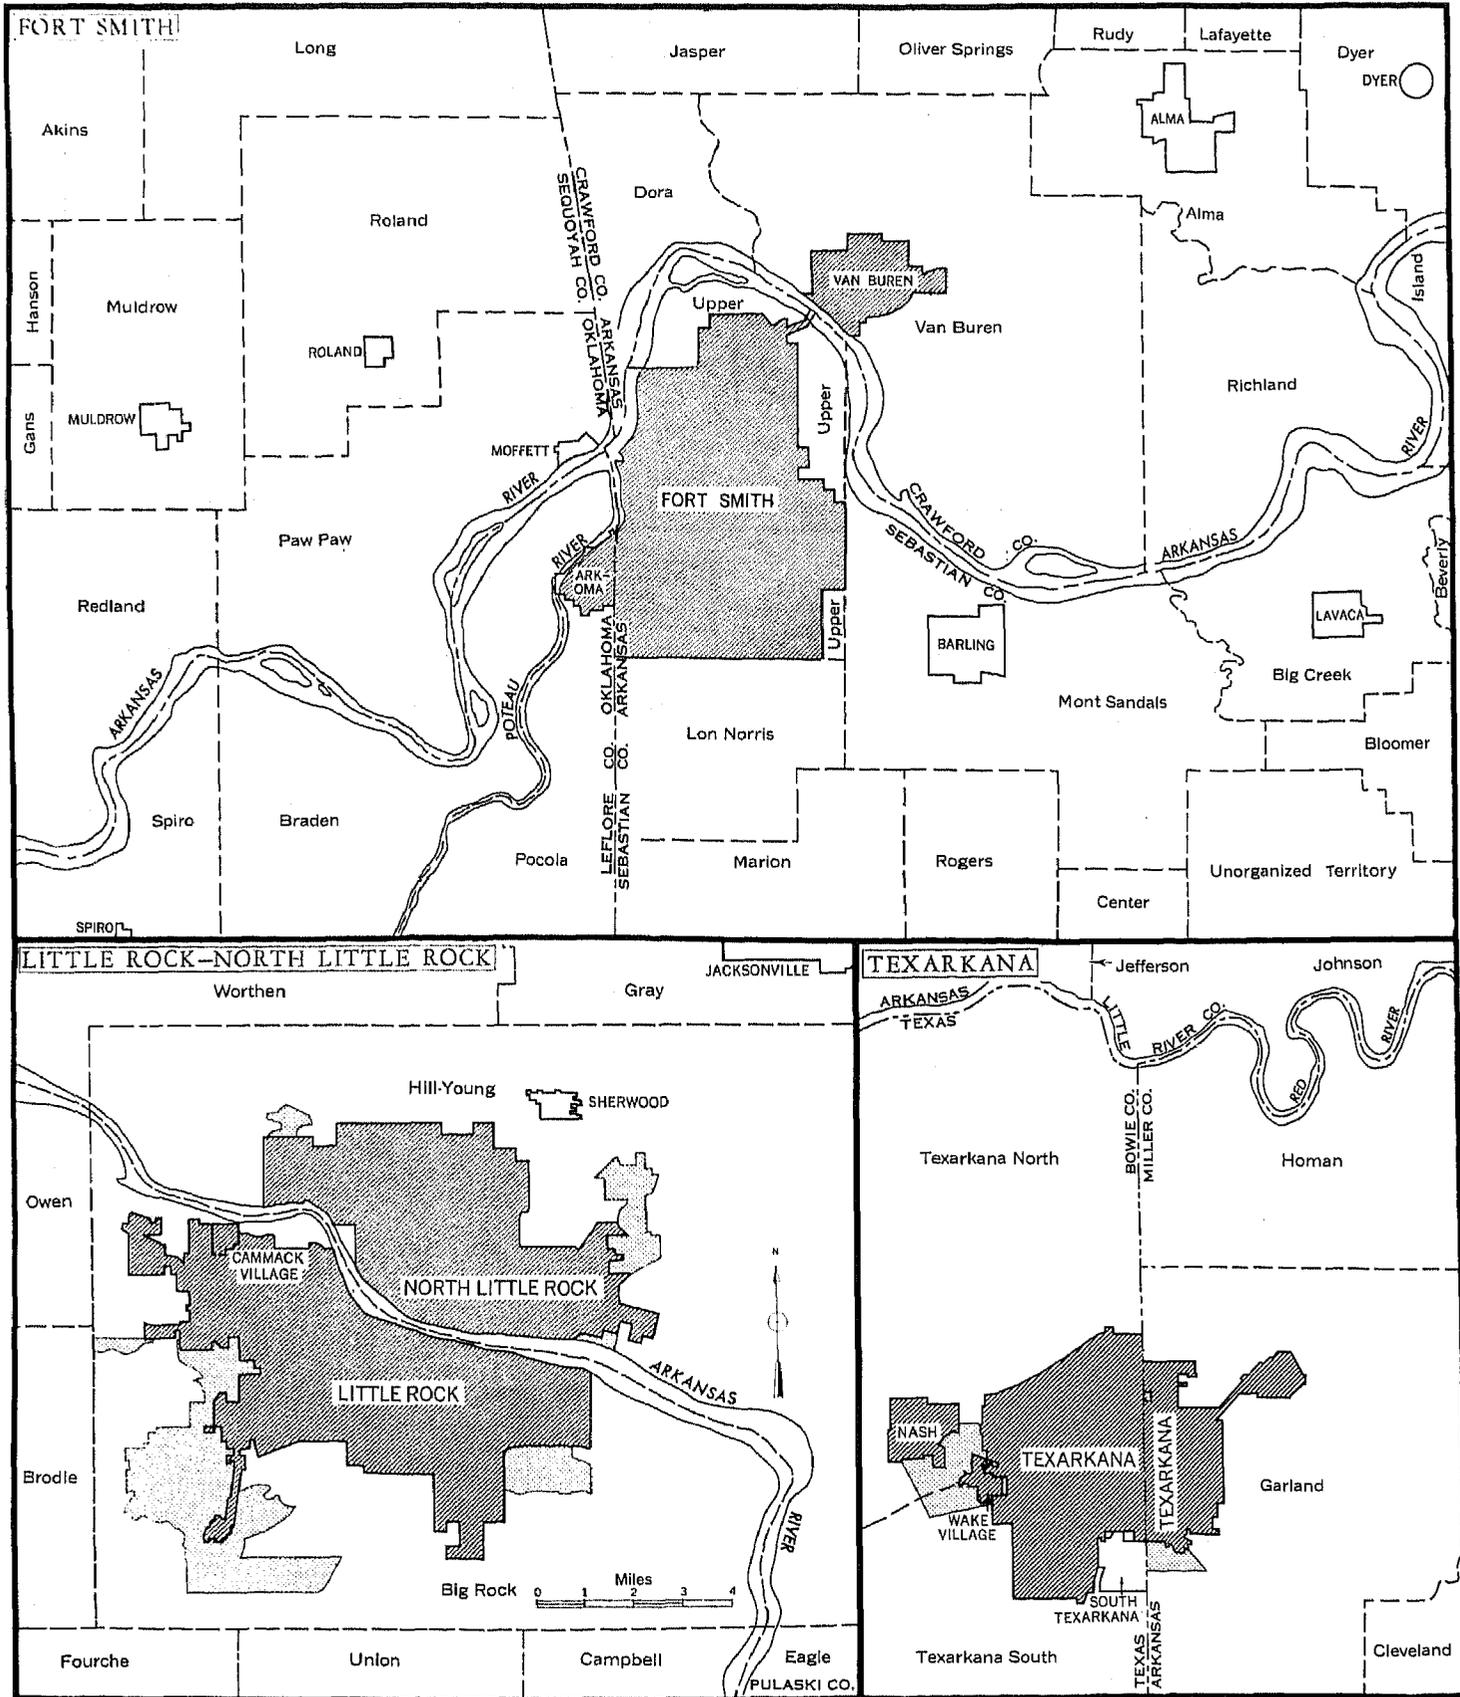 FORT SMITH
Long
Jasper
Oliver Springs
Rudy
Lafayette
Dyer
DYER
Akins
ALMA
Dora
Roland
Alma
CRAWFORD CO. ARKANSAS
SEQUOYAH CO. OKLAHOMA
Hanson
Muldrow
Upper
VAN BUREN
Van Buren
Island
ROLAND
Gans
MULDROW
Upper
Richland
MOFFETT
RIVER
RIVER
FORT SMITH
CRAWFORD CO.
SEBASTIAN CO.
ARKANSAS
Paw Paw
RIVER
ARK-
OMA
Redland
Upper
BARLING
LAVACA
Beverly
ARKANSAS
POTEAU
OKLAHOMA
ARKANSAS
Big Creek
Mont Sandals
Lon Norris
Bloomer
LEFLORE CO.
SEBASTIAN CO.
Spiro
Braden
Pocola
Marion
Rogers
Unorganized Territory
Center
SPIRO
LITTLE ROCK–NORTH LITTLE ROCK
JACKSONVILLE
Worthen
Gray
Hill-Young
SHERWOOD
Owen
CAMMACK
VILLAGE
NORTH LITTLE ROCK
N
LITTLE ROCK
ARKANSAS
Brodie
RIVER
Big Rock
Miles
0 1 2 3 4
Fourche
Union
Campbell
Eagle
PULASKI CO.
TEXARKANA
Jefferson
Johnson
ARKANSAS
TEXAS
LITTLE RIVER CO.
RED
RIVER
BOWIE CO.
MILLER CO.
Texarkana North
Homan
NASH
TEXARKANA
TEXARKANA
Garland
WAKE
VILLAGE
SOUTH
TEXARKANA
TEXAS
ARKANSAS
Texarkana South
Cleveland